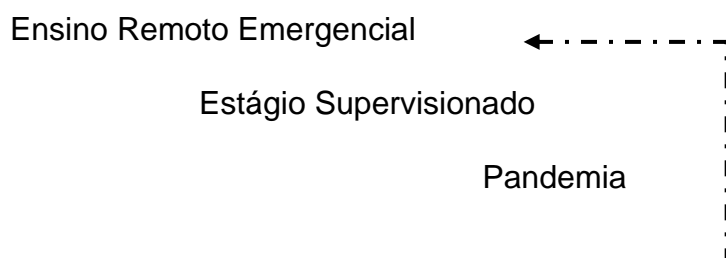 Ensino Remoto Emergencial
Estágio Supervisionado
Pandemia